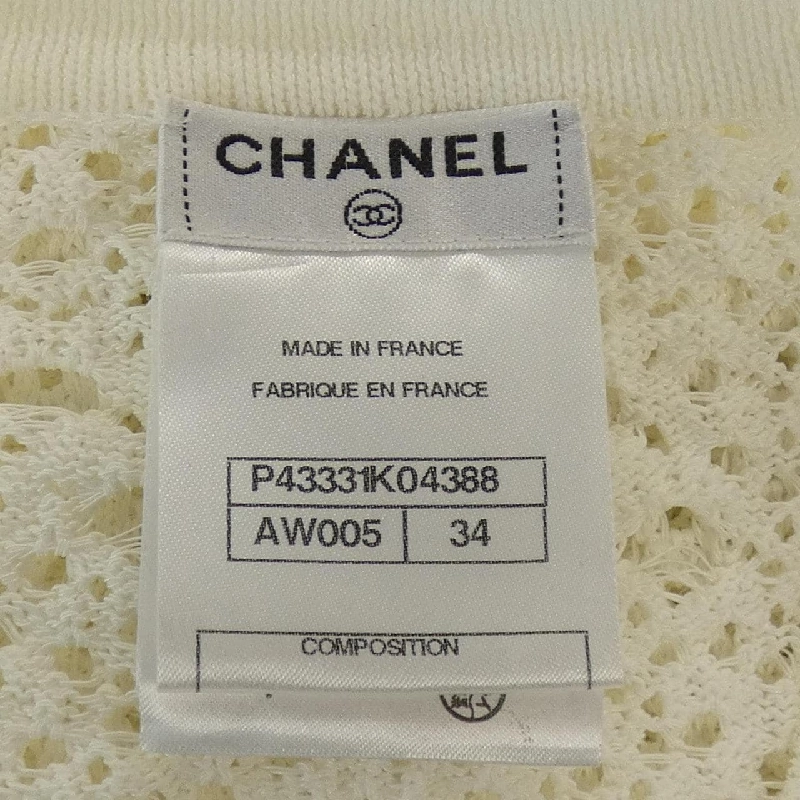 CHANEL
MADE IN FRANCE
FABRIQUE EN FRANCE
P43331K04388
AW005 34
COMPOSITION